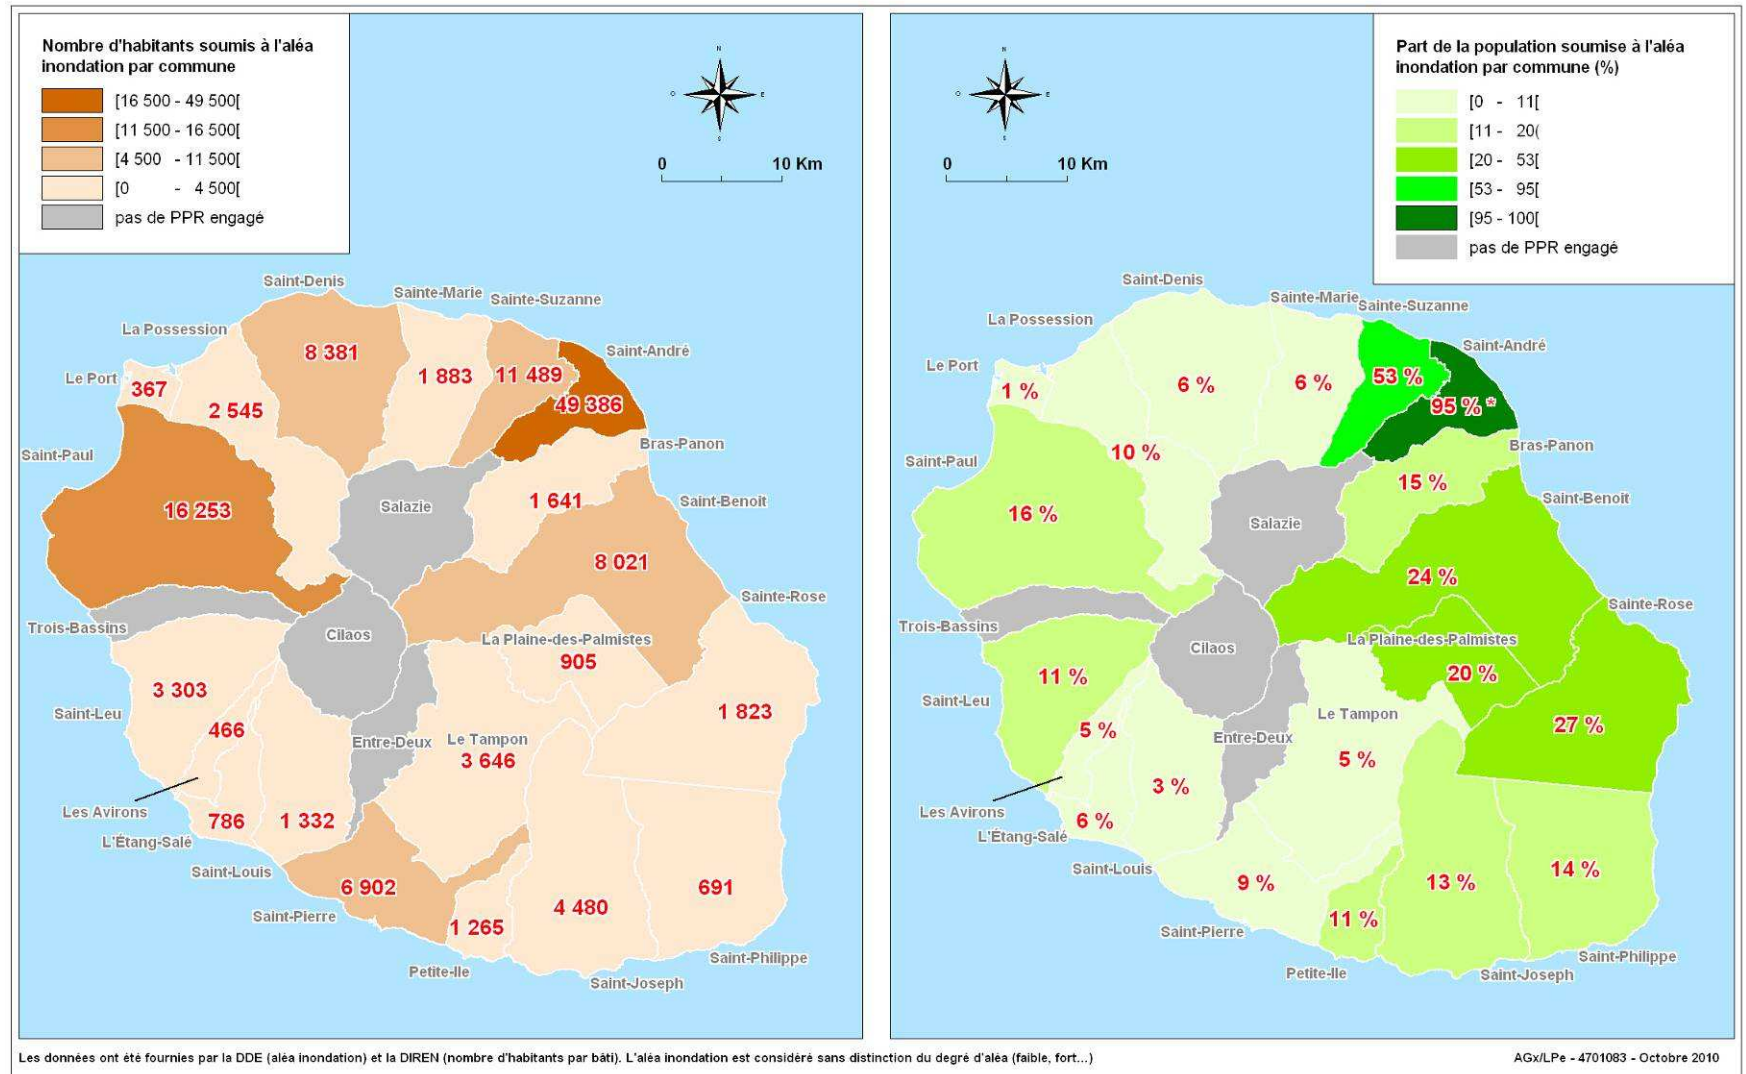 Nombre d'habitants soumis à l'aléa
inondation par commune
[16 500 - 49 500[
[11 500 - 16 500[
[4 500 - 11 500[
[0 - 4 500[
pas de PPR engagé
N
O E
S
0 10 Km
Saint-Denis
Sainte-Marie
Sainte-Suzanne
La Possession
Saint-André
Le Port
8 381
1 883
11 489
367
2 545
49 386
Bras-Panon
Saint-Paul
Saint-Benoit
16 253
Salazie
1 641
8 021
Sainte-Rose
Trois-Bassins
Cilaos
La Plaine-des-Palmistes
905
3 303
Saint-Leu
466
1 823
Entre-Deux
Le Tampon
3 646
Les Avirons
786
1 332
L'Étang-Salé
Saint-Louis
6 902
691
Saint-Pierre
1 265
4 480
Petite-Ile
Saint-Philippe
Saint-Joseph
Part de la population soumise à l'aléa
inondation par commune (%)
[0 - 11[
[11 - 20(
[20 - 53[
[53 - 95[
[95 - 100[
pas de PPR engagé
N
O E
S
0 10 Km
Saint-Denis
Sainte-Marie
Sainte-Suzanne
La Possession
Saint-André
Le Port
1 %
6 %
6 %
53 %
95 % *
10 %
Bras-Panon
Saint-Paul
15 %
Saint-Benoit
16 %
Salazie
24 %
Sainte-Rose
Trois-Bassins
Cilaos
La Plaine-des-Palmistes
11 %
20 %
Saint-Leu
Le Tampon
5 %
27 %
Entre-Deux
5 %
3 %
Les Avirons
6 %
L'Étang-Salé
Saint-Louis
14 %
9 %
13 %
11 %
Saint-Pierre
Saint-Philippe
Petite-Ile
Saint-Joseph
Les données ont été fournies par la DDE (aléa inondation) et la DIREN (nombre d'habitants par bâti). L'aléa inondation est considéré sans distinction du degré d'aléa (faible, fort...)
AGx/LPe - 4701083 - Octobre 2010